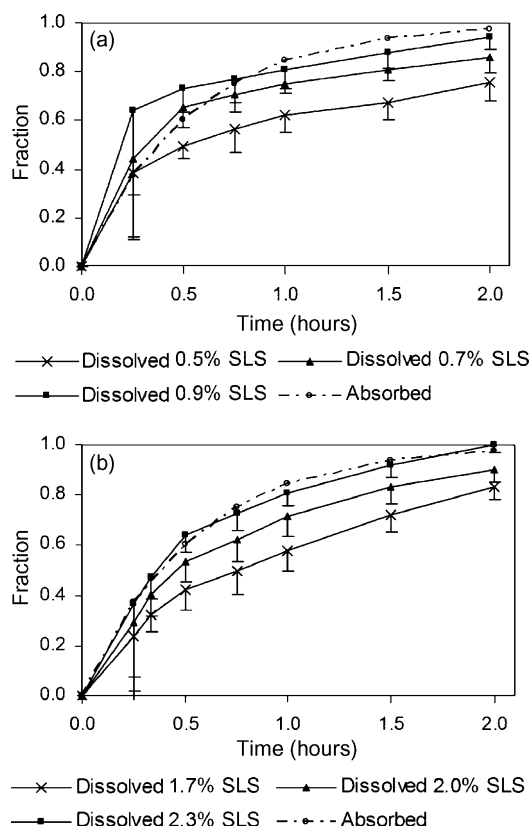 (a)
Fraction
1.0
0.8
0.6
0.4
0.2
0.0
0.0 0.5 1.0 1.5 2.0
Time (hours)
Dissolved 0.5% SLS Dissolved 0.7% SLS
Dissolved 0.9% SLS Absorbed
(b)
Fraction
1.0
0.8
0.6
0.4
0.2
0.0
0.0 0.5 1.0 1.5 2.0
Time (hours)
Dissolved 1.7% SLS Dissolved 2.0% SLS
Dissolved 2.3% SLS Absorbed